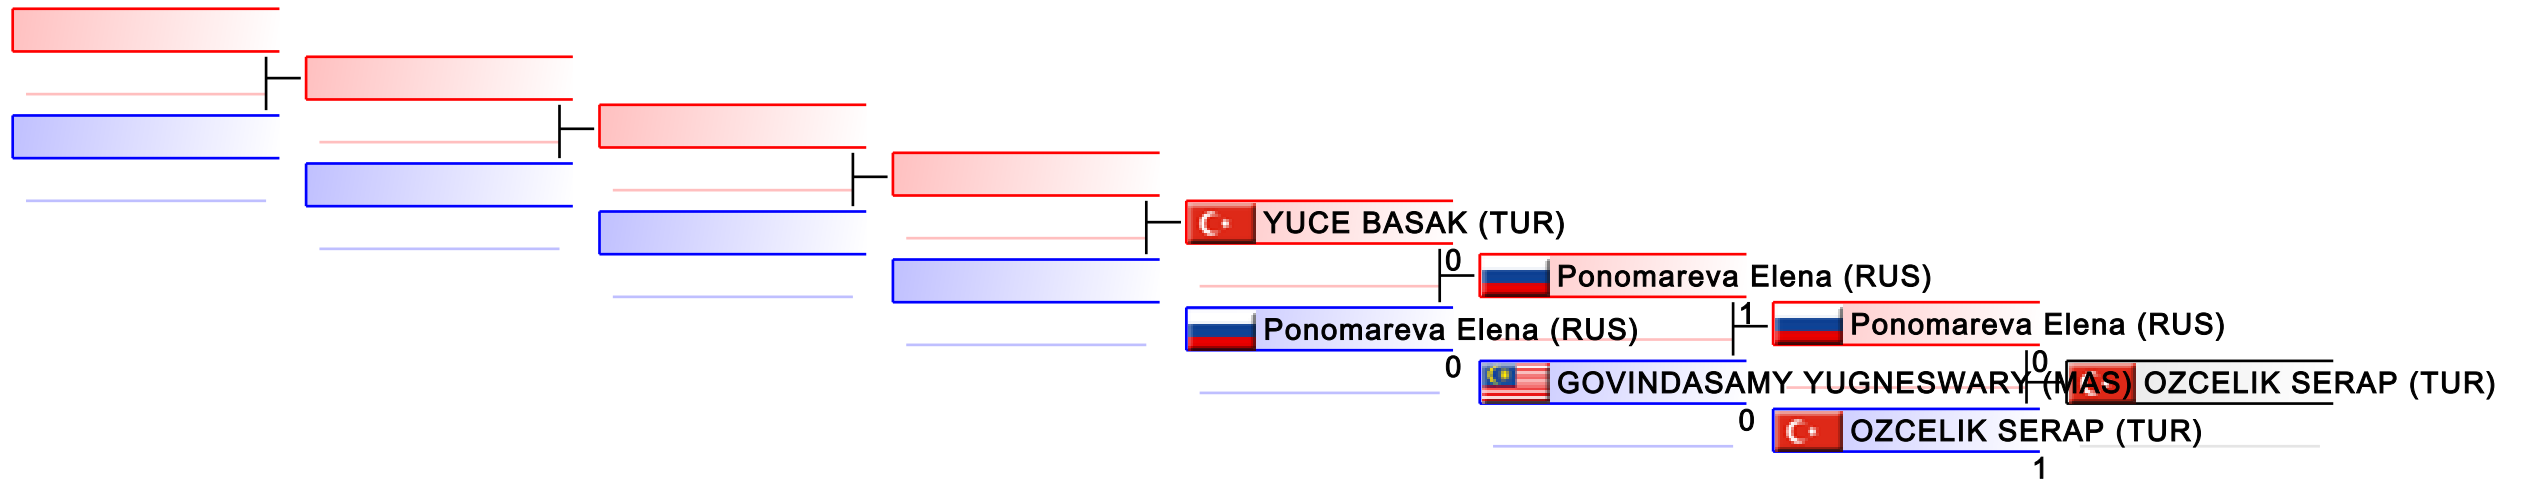 YUCE BASAK (TUR)
0
Ponomareva Elena (RUS)
0
Ponomareva Elena (RUS)
1
GOVINDASAMY YUGNESWARY (MAS)
0
Ponomareva Elena (RUS)
0
OZCELIK SERAP (TUR)
1
OZCELIK SERAP (TUR)